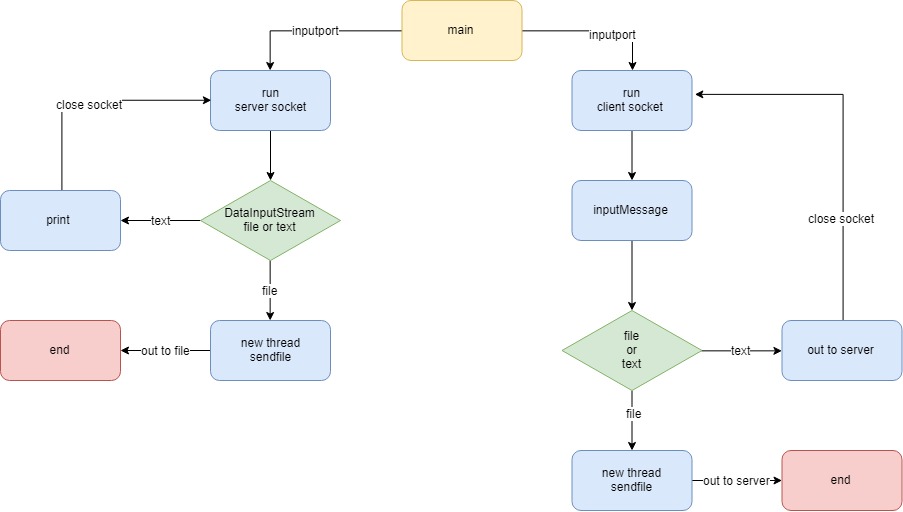 main
inputport
inputport
run
server socket
run
client socket
close socket
DataInputStream
file or text
inputMessage
print
text
close socket
file
end
out to file
new thread
sendfile
file
or
text
text
out to server
file
new thread
sendfile
out to server
end